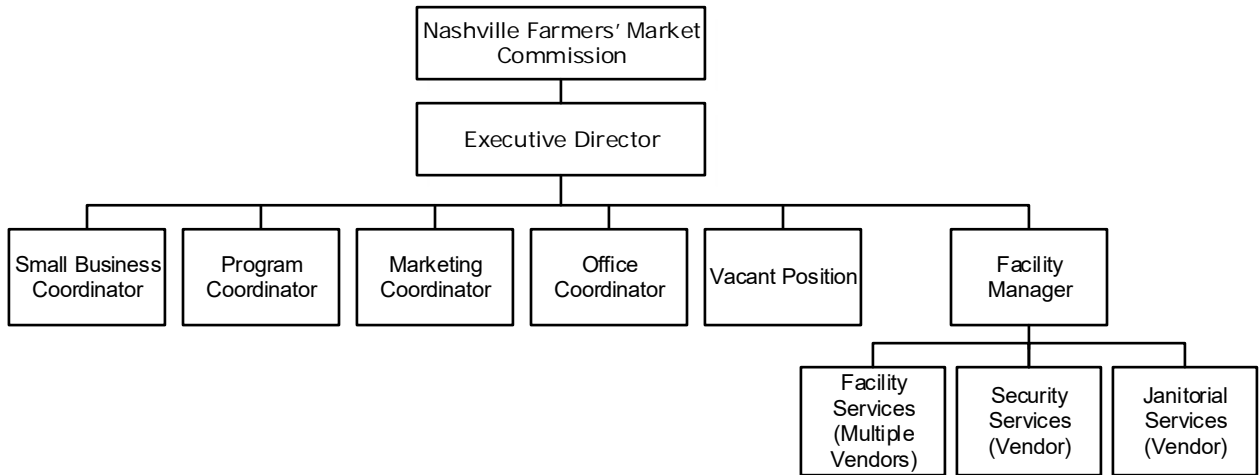 Nashville Farmers' Market
Commission
Executive Director
Small Business
Coordinator
Program
Coordinator
Marketing
Coordinator
Office
Coordinator
Vacant Position
Facility
Manager
Facility
Services
(Multiple
Vendors)
Security
Services
(Vendor)
Janitorial
Services
(Vendor)